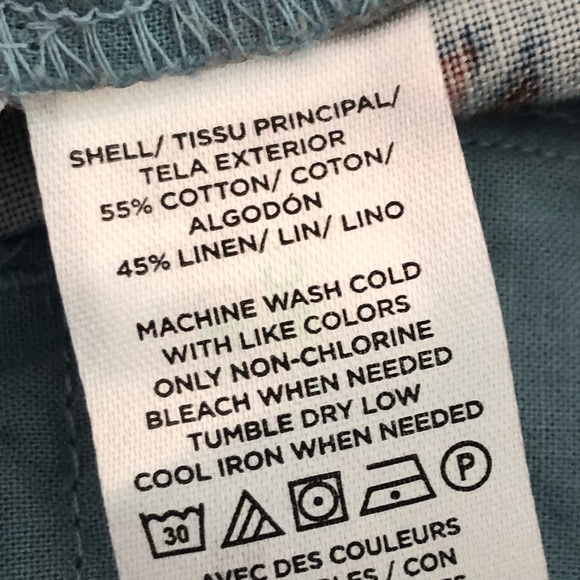 SHELL/ TISSU PRINCIPAL/
TELA EXTERIOR
55% COTTON/ COTON/
ALGODÓN
45% LINEN/ LIN/ LINO
MACHINE WASH COLD
WITH LIKE COLORS
ONLY NON-CHLORINE
BLEACH WHEN NEEDED
TUMBLE DRY LOW
COOL IRON WHEN NEEDED
30 P
AVEC DES COULEURS
/ CON